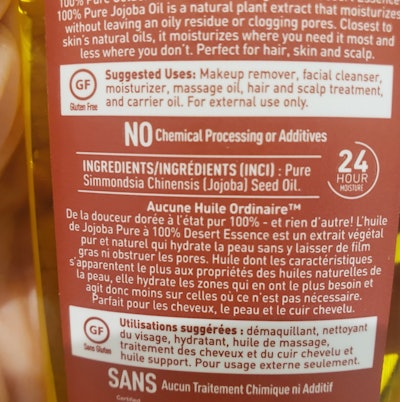 100% Pure Jojoba Oil is a natural plant extract that moisturizes
without leaving an oily residue or clogging pores. Closest to
skin's natural oils, it moisturizes where you need it most and
less where you don't. Perfect for hair, skin and scalp.
GF
Gluten Free
Suggested Uses: Makeup remover, facial cleanser,
moisturizer, massage oil, hair and scalp treatment,
and carrier oil. For external use only.
NO Chemical Processing or Additives
INGREDIENTS/INGRÉDIENTS (INCI) : Pure
Simmondsia Chinensis (Jojoba) Seed Oil.
24
HOUR
MOISTURE
Aucune Huile Ordinaire™
De la douceur dorée à l'état pur 100% - et rien d'autre! L'huile
de Jojoba Pure à 100% Desert Essence est un extrait végétal
pur et naturel qui hydrate la peau sans y laisser de film
gras ni obstruer les pores. Huile dont les caractéristiques
s'apparentent le plus aux propriétés des huiles naturelles de
la peau, elle hydrate les zones qui en ont le plus besoin et
agit donc moins sur celles où ce n'est pas nécessaire.
Parfait pour les cheveux, le peau et le cuir chevelu.
GF
Sans Gluten
Utilisations suggérées : démaquillant, nettoyant
du visage, hydratant, huile de massage,
traitement des cheveux et du cuir chevelu et
huile support. Pour usage externe seulement.
SANS Aucun Traitement Chimique ni Additif
Certified